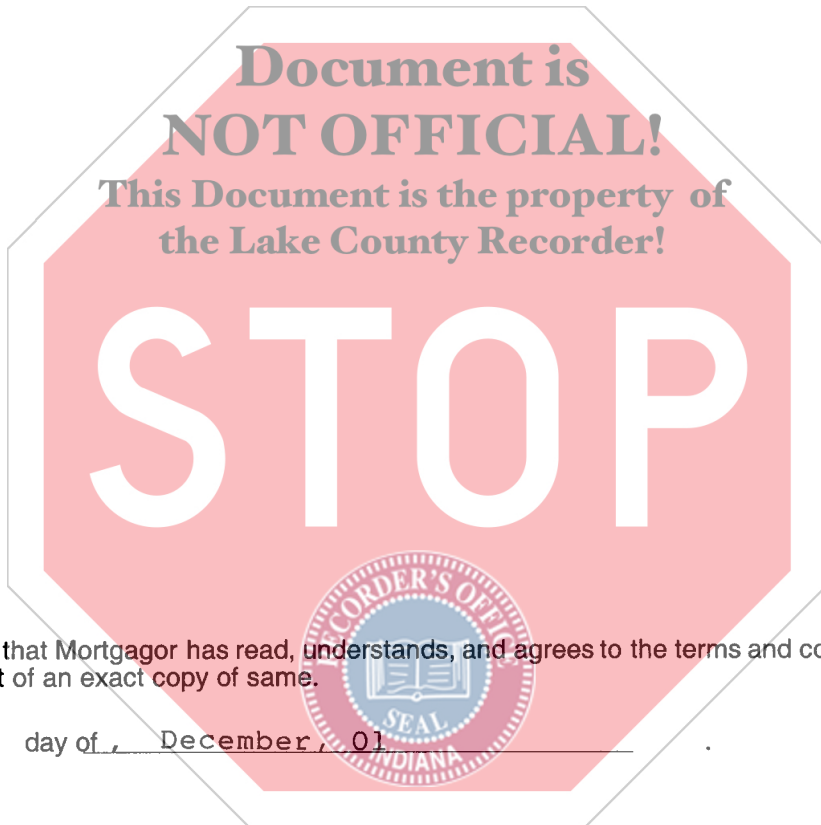 Document is
NOT OFFICIAL!
This Document is the property of
the Lake County Recorder!
STOP
RECORDER'S OFFIC
that Mortgagor has read, understands, and agrees to the terms and co
t of an exact copy of same.
SEAL
day of , December, 01 .
INDIANA